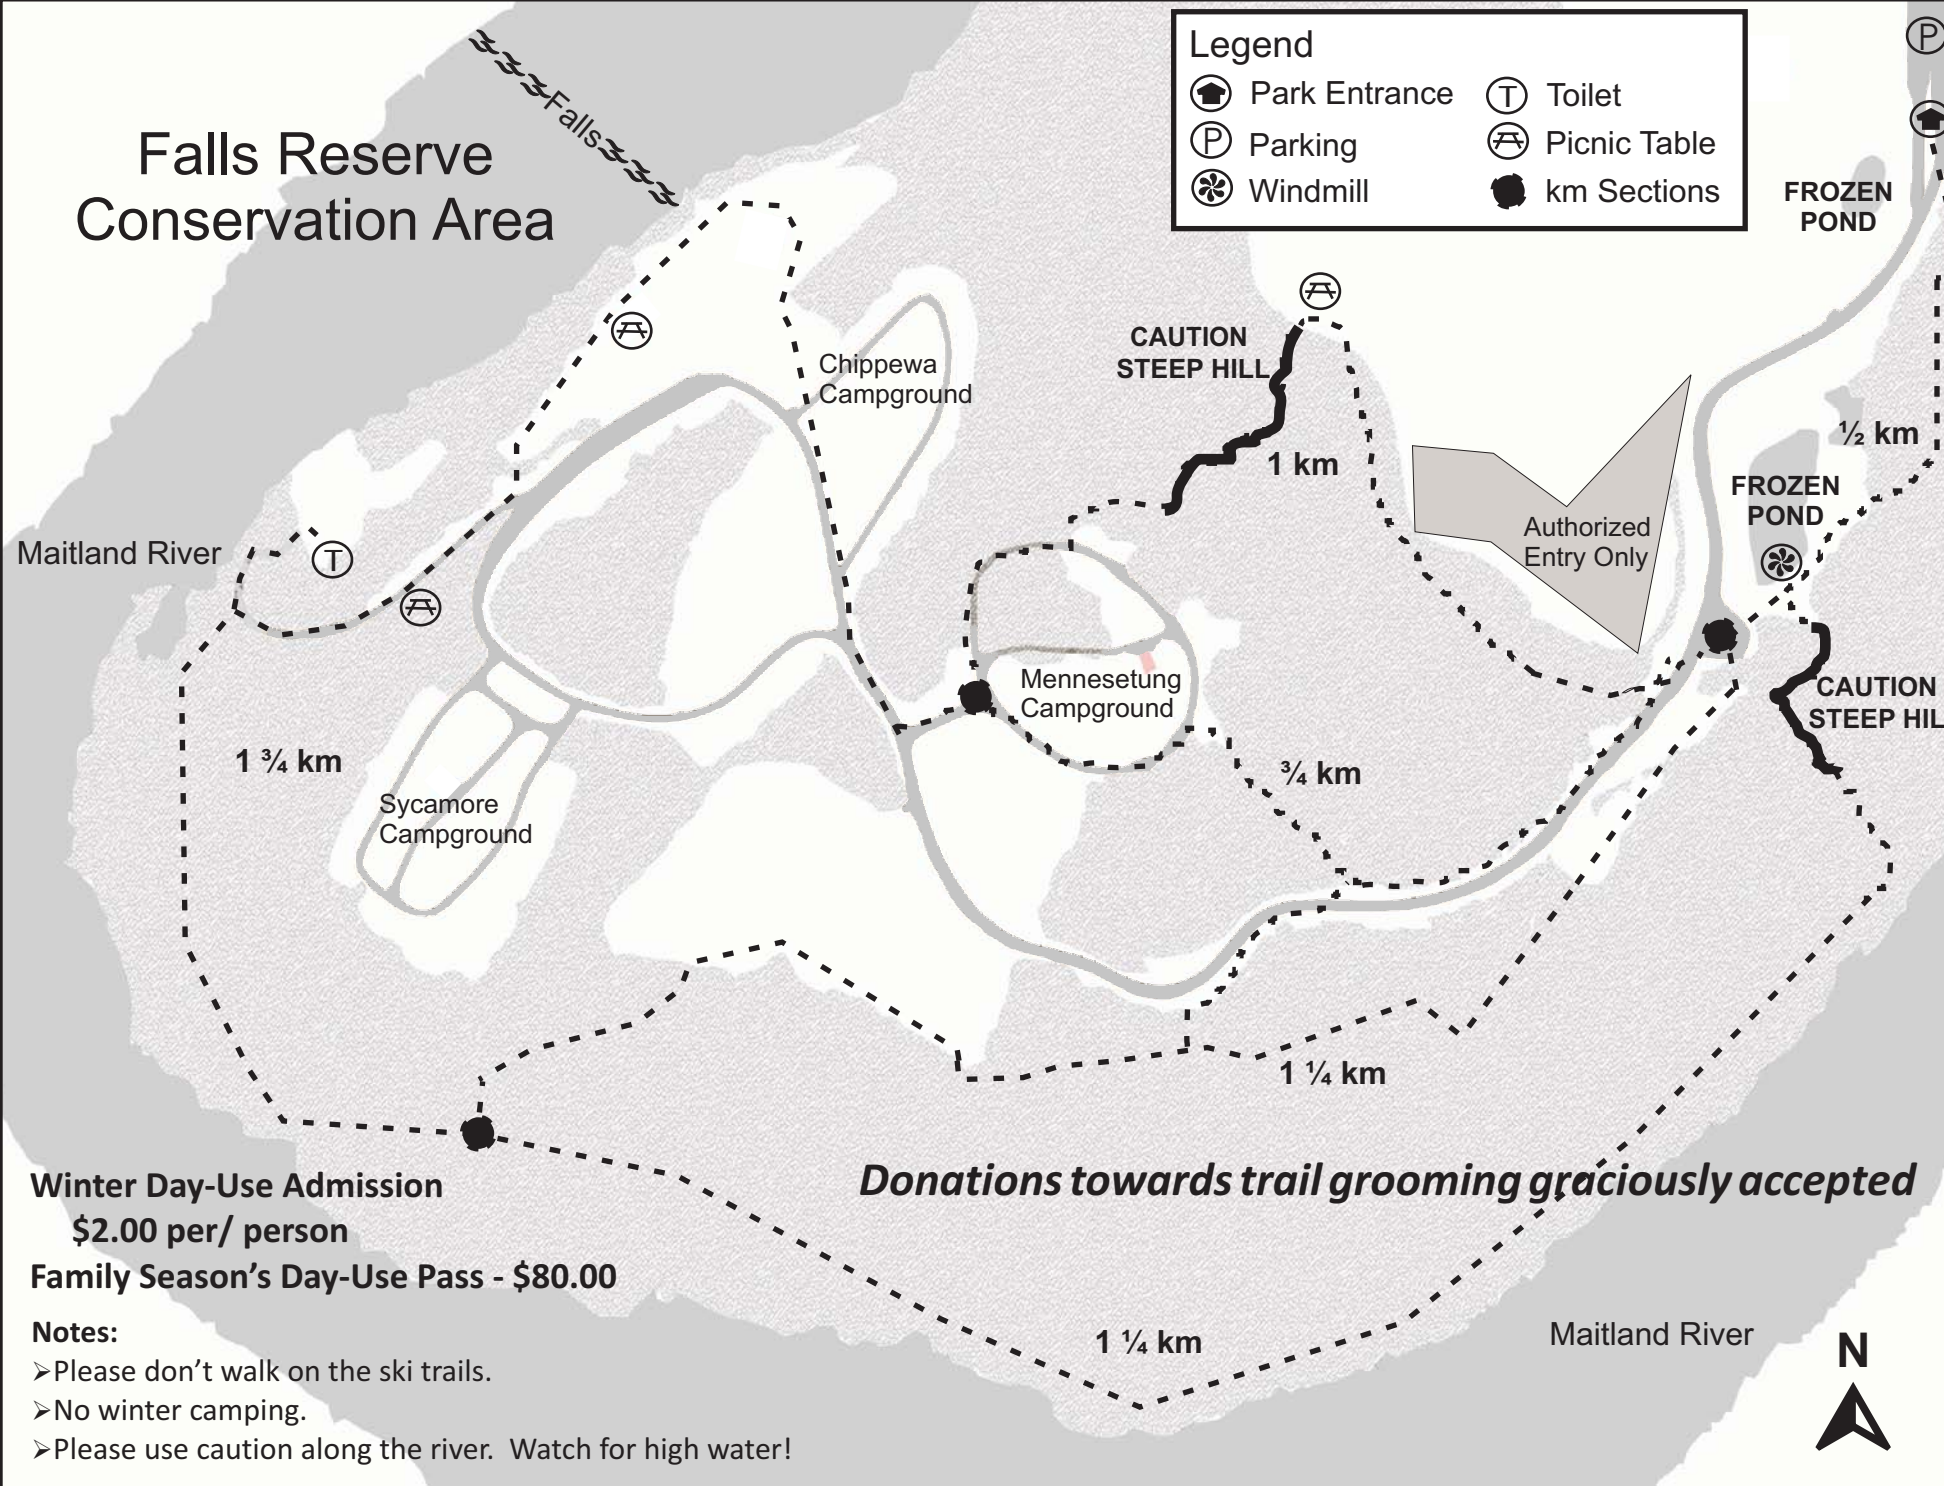 Falls Reserve
Conservation Area
Falls
Legend
Park Entrance
Parking
Windmill
T Toilet
Picnic Table
km Sections
P
FROZEN
POND
CAUTION
STEEP HILL
1 km
Chippewa
Campground
½ km
FROZEN
POND
Authorized
Entry Only
Maitland River
T
Mennesetung
Campground
CAUTION
STEEP HIL
1 ¾ km
¾ km
Sycamore
Campground
1 ¼ km
Donations towards trail grooming graciously accepted
Winter Day-Use Admission
$2.00 per/ person
Family Season’s Day-Use Pass - $80.00
1 ¼ km
Maitland River
N
Notes:
➢Please don’t walk on the ski trails.
➢No winter camping.
➢Please use caution along the river. Watch for high water!